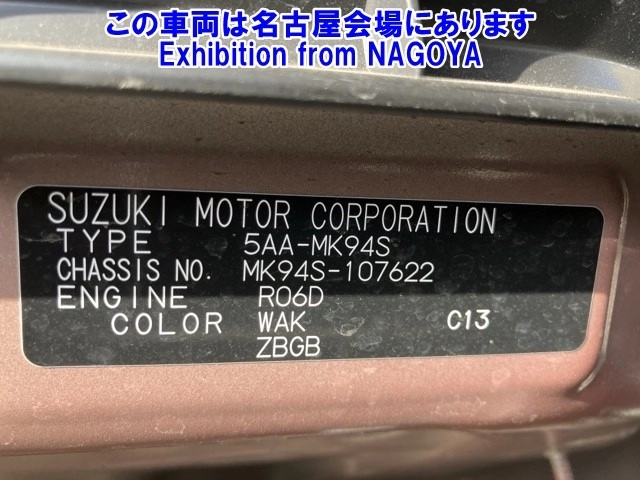 この車両は名古屋会場にあります
Exhibition from NAGOYA
SUZUKI MOTOR CORPORATION
TYPE 5AA-MK94S
CHASSIS NO. MK94S-107622
ENGINE R06D
COLOR WAK C13
ZBGB